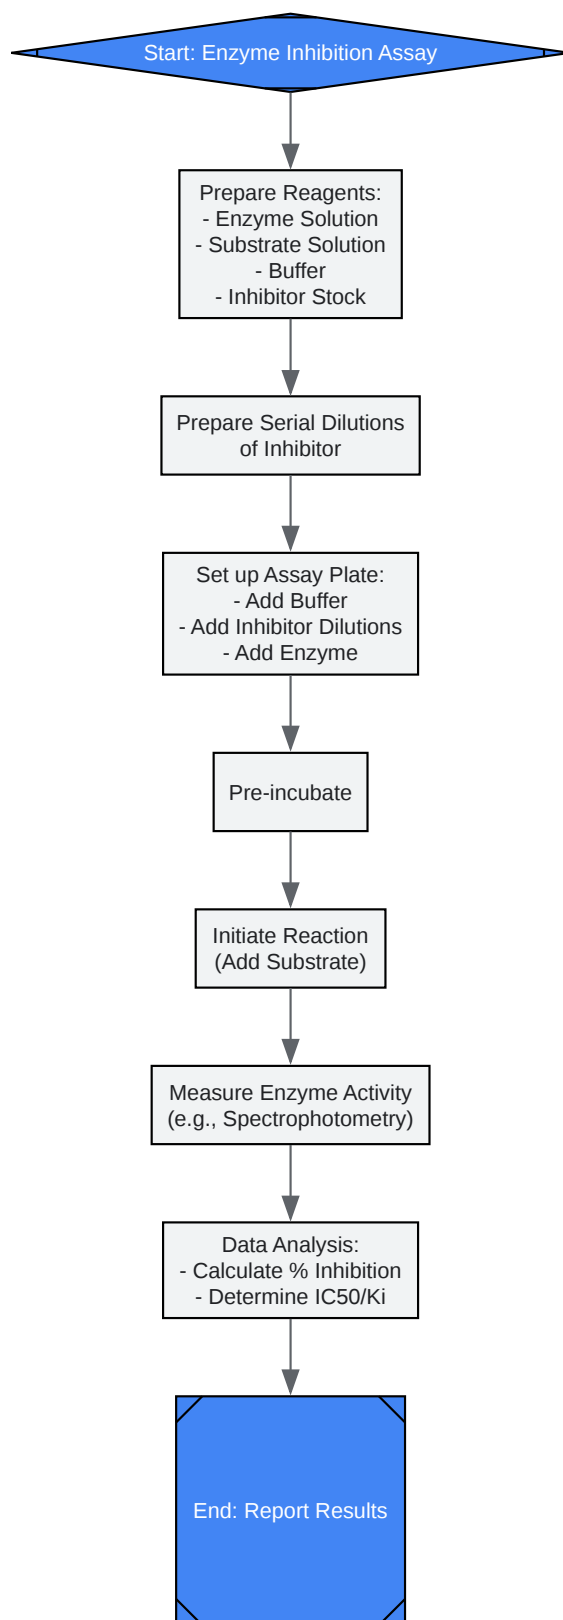 Start: Enzyme Inhibition Assay
Prepare Reagents:
- Enzyme Solution
- Substrate Solution
- Buffer
- Inhibitor Stock
Prepare Serial Dilutions
of Inhibitor
Set up Assay Plate:
- Add Buffer
- Add Inhibitor Dilutions
- Add Enzyme
Pre-incubate
Initiate Reaction
(Add Substrate)
Measure Enzyme Activity
(e.g., Spectrophotometry)
Data Analysis:
- Calculate % Inhibition
- Determine IC50/Ki
End: Report Results